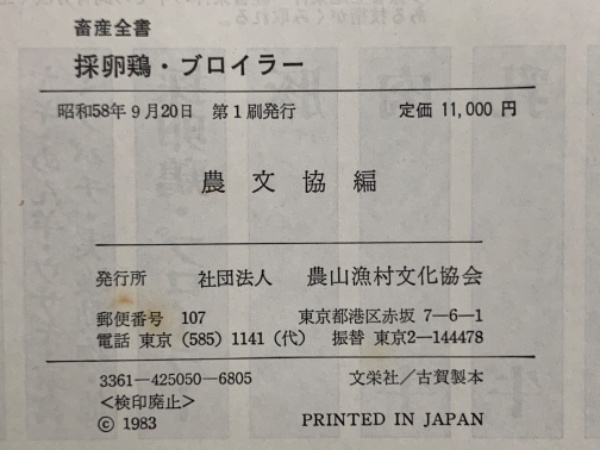 畜産全書
採卵鶏・ブロイラー
昭和58年9月20日 第1刷発行 定価 11,000 円
農文協編
発行所 社団法人 農山漁村文化協会
郵便番号 107 東京都港区赤坂 7―6―1
電話 東京 (585) 1141 (代) 振替 東京2―144478
3361―425050―6805 文栄社/古賀製本
<検印廃止>
© 1983 PRINTED IN JAPAN